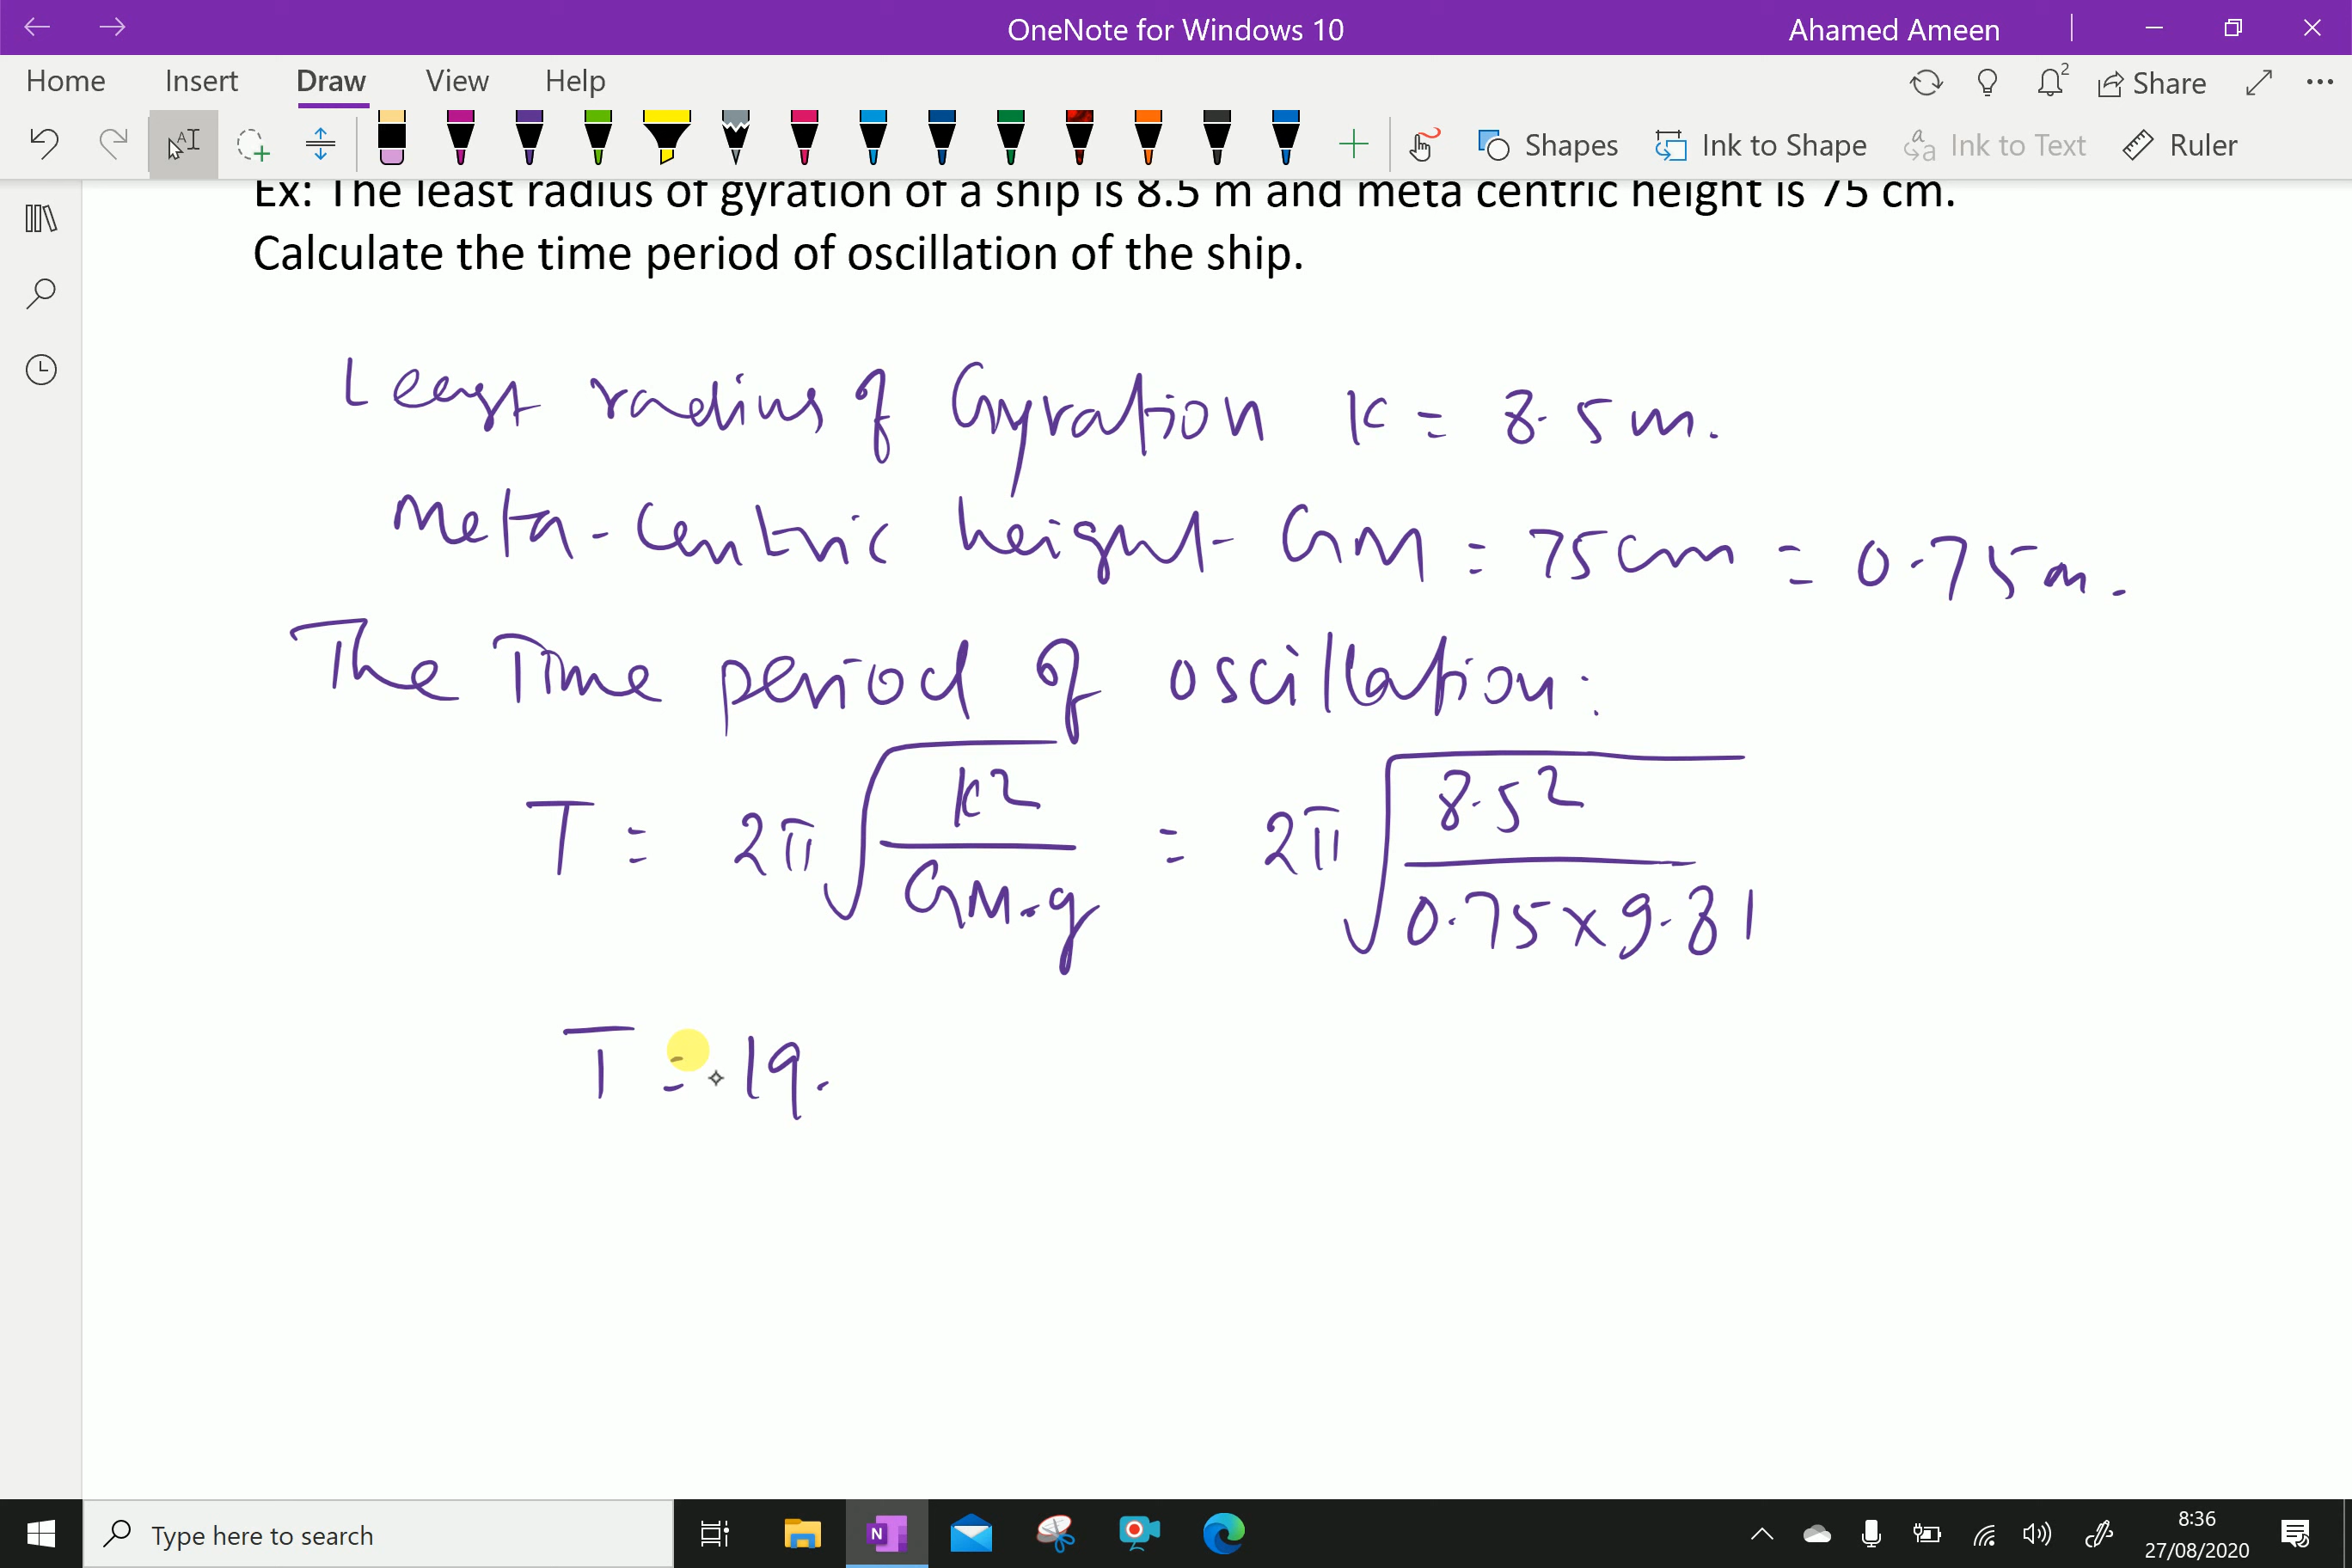 OneNote for Windows 10 Ahamed Ameen
Home Insert Draw View Help 2 Share
Shapes Ink to Shape Ink to Text Ruler
Ex: The least radius of gyration of a ship is 8.5 m and meta centric height is 75 cm.
Calculate the time period of oscillation of the ship.
Least radius of Gyration K = 8.5 m.
Meta-centric height GM = 75 cm = 0.75 m.
The Time period of oscillation:
T = 2π√(K²/(GM.g)) = 2π√(8.5²/(0.75×9.81))
T = 19.
Type here to search 8:36
27/08/2020